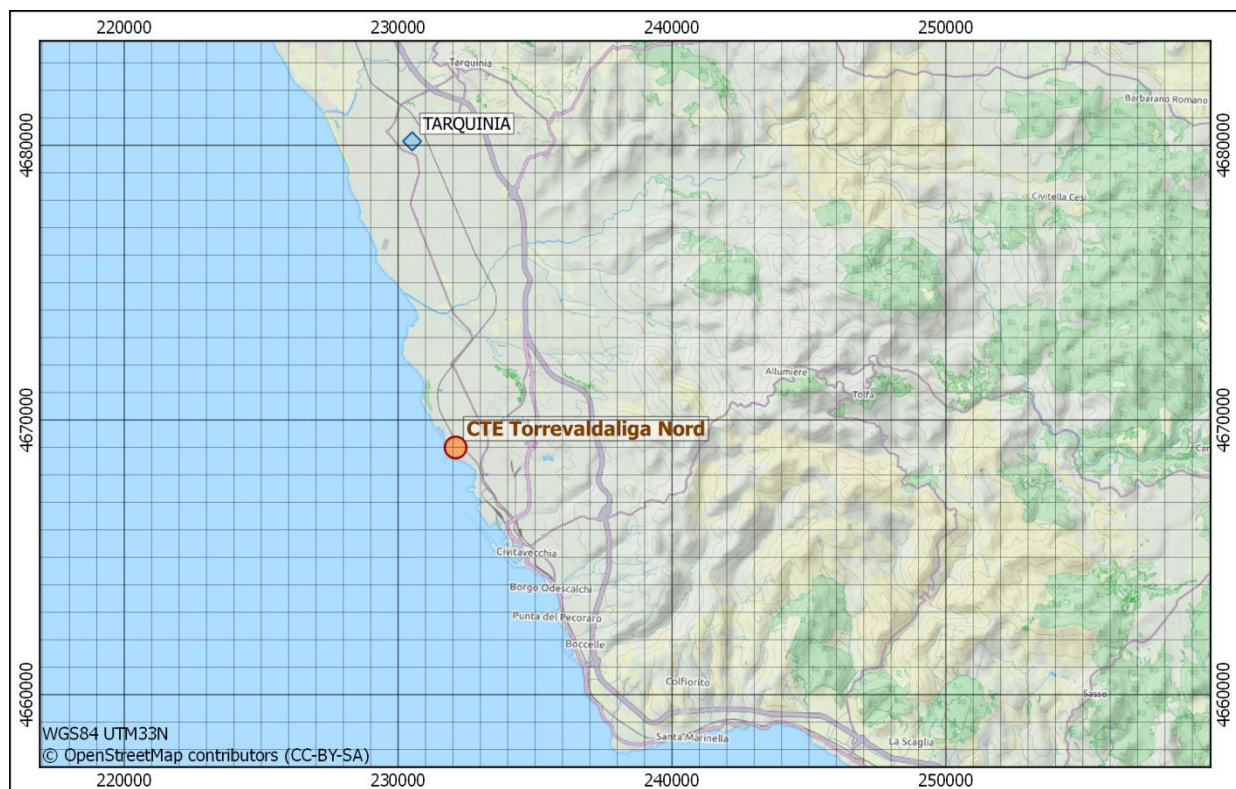 220000 230000 240000 250000
Tarquinia
Barbarano Romano
TARQUINIA
4680000 4680000
Civitella Cesi
Allumiere
Tolfa
4670000 4670000
CTE Torrevaldaliga Nord
Civitavecchia
Borgo Odescalchi
Punta del Pecoraro
Boccelle
Colfiorito
4660000 4660000
Sasso
Santa Marinella
La Scaglia
WGS84 UTM33N
© OpenStreetMap contributors (CC-BY-SA)
220000 230000 240000 250000